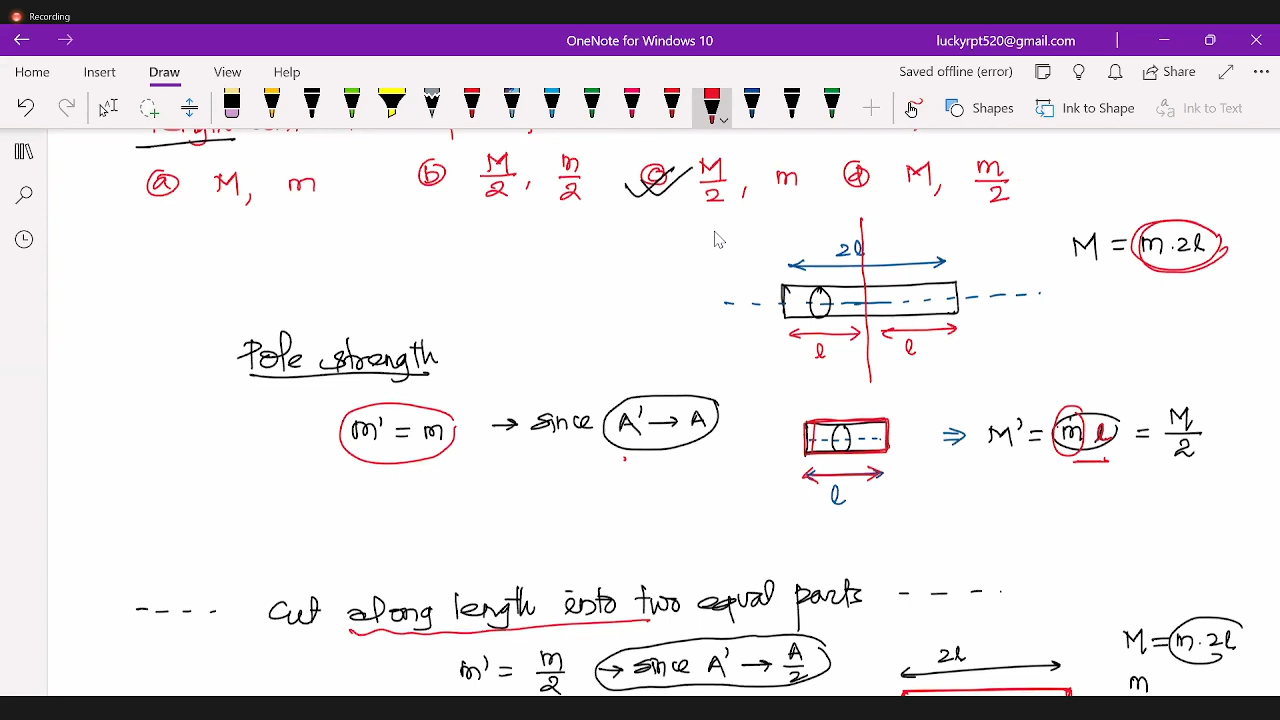 Recording
OneNote for Windows 10
luckyrpt520@gmail.com
Home Insert Draw View Help
Saved offline (error) Share
Shapes Ink to Shape Ink to Text
length
ⓐ M, m ⓑ M/2, m/2 ⓒ M/2, m ⓓ M, m/2
2l
M = m.2l
l l
Pole strength
m' = m → since A' → A
⇒ M' = m l = M/2
l
---- cut along length into two equal parts ----
m' = m/2 → since A' → A/2
2l
M = m.2l
m